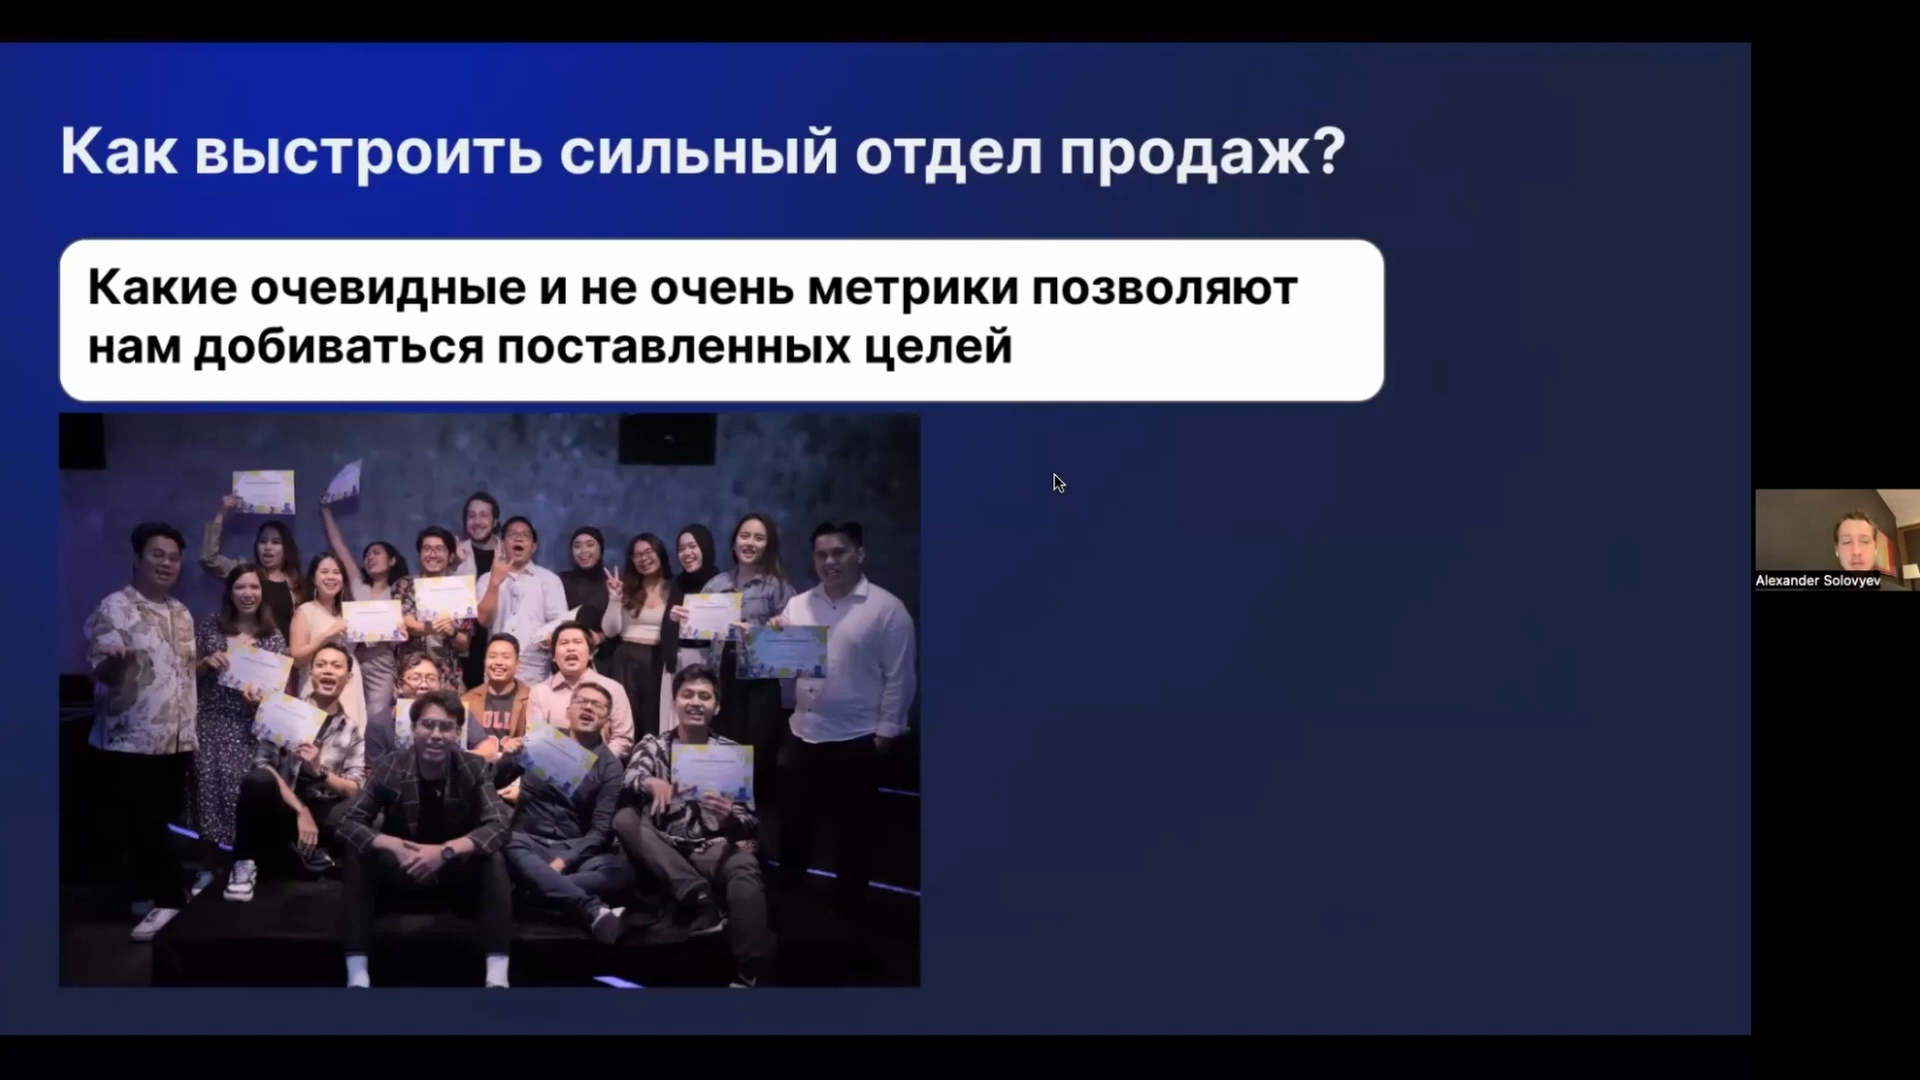 Как выстроить сильный отдел продаж?
Какие очевидные и не очень метрики позволяют
нам добиваться поставленных целей
Alexander Solovyev